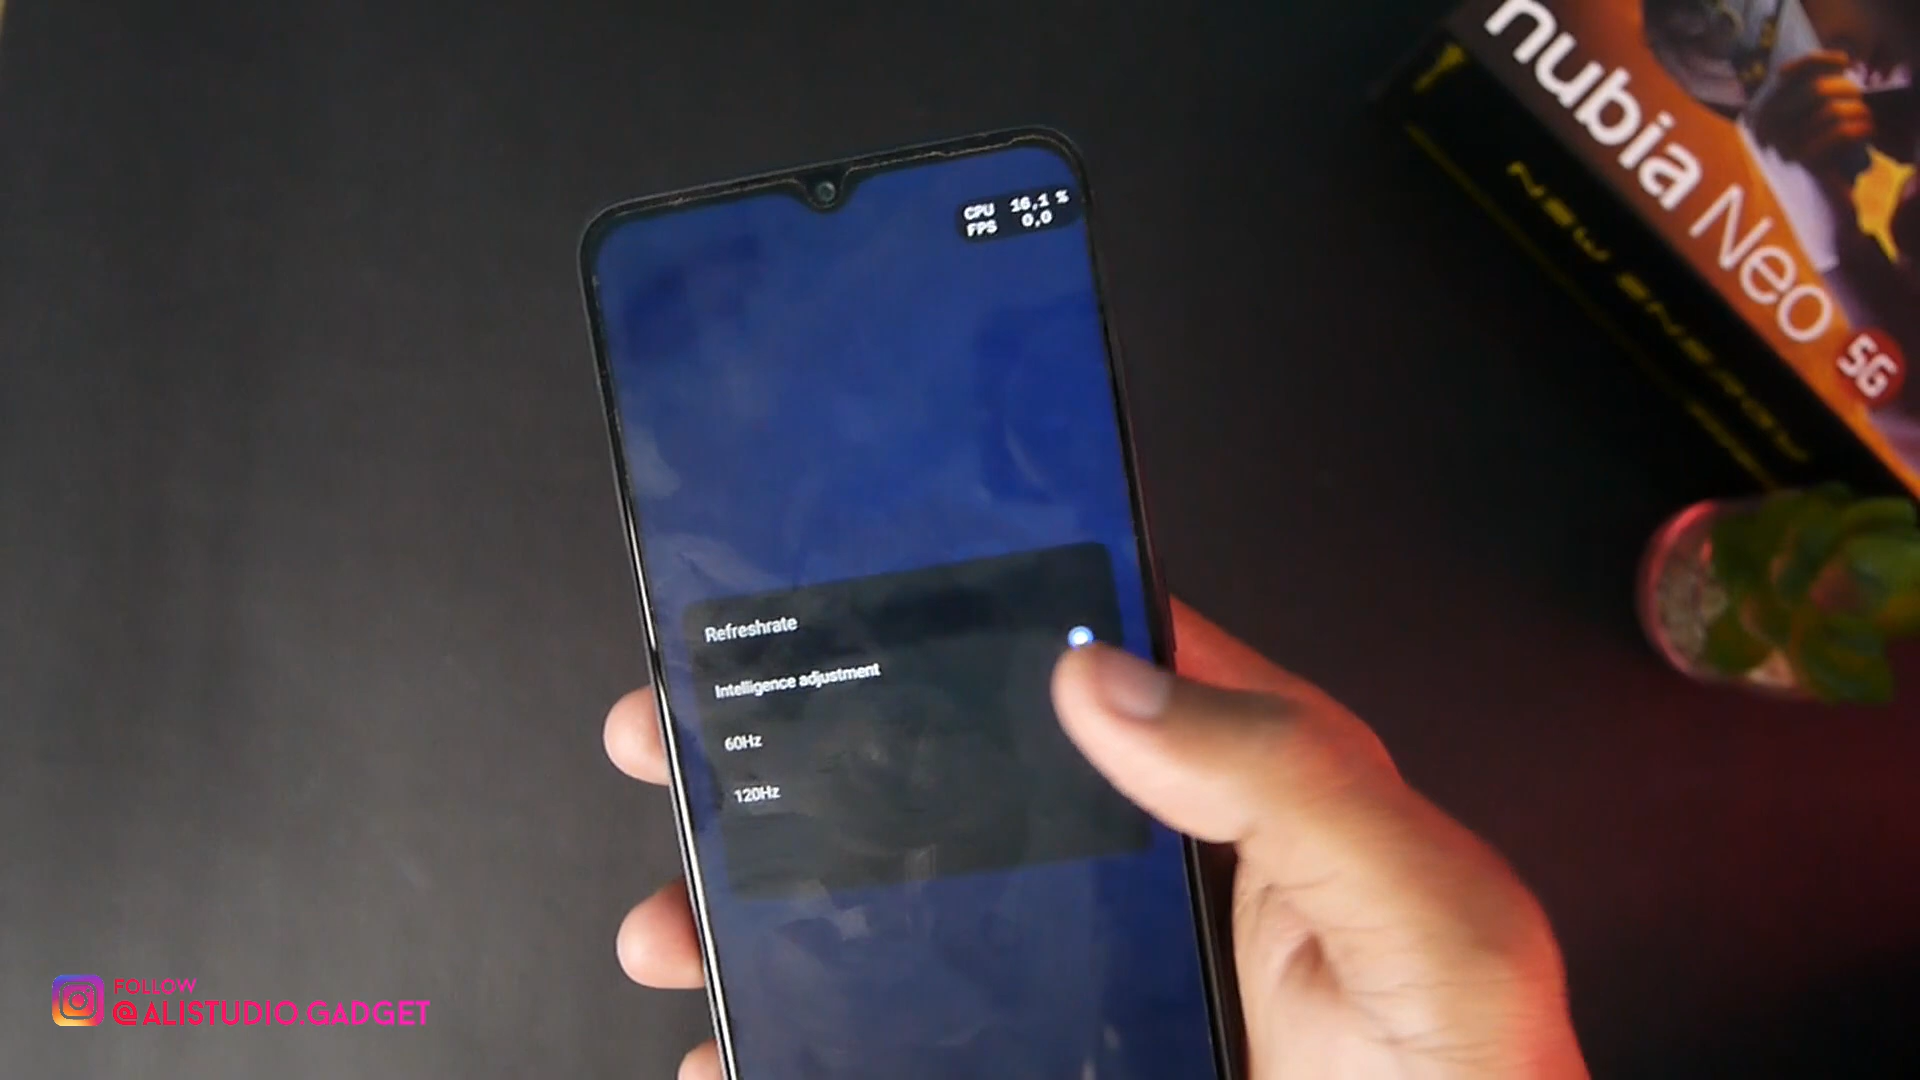 nubia Neo 5G
NEW ENERGY
CPU 16,1 %
FPS 0,0
Refreshrate
Intelligence adjustment
60Hz
120Hz
FOLLOW
@ALISTUDIO.GADGET